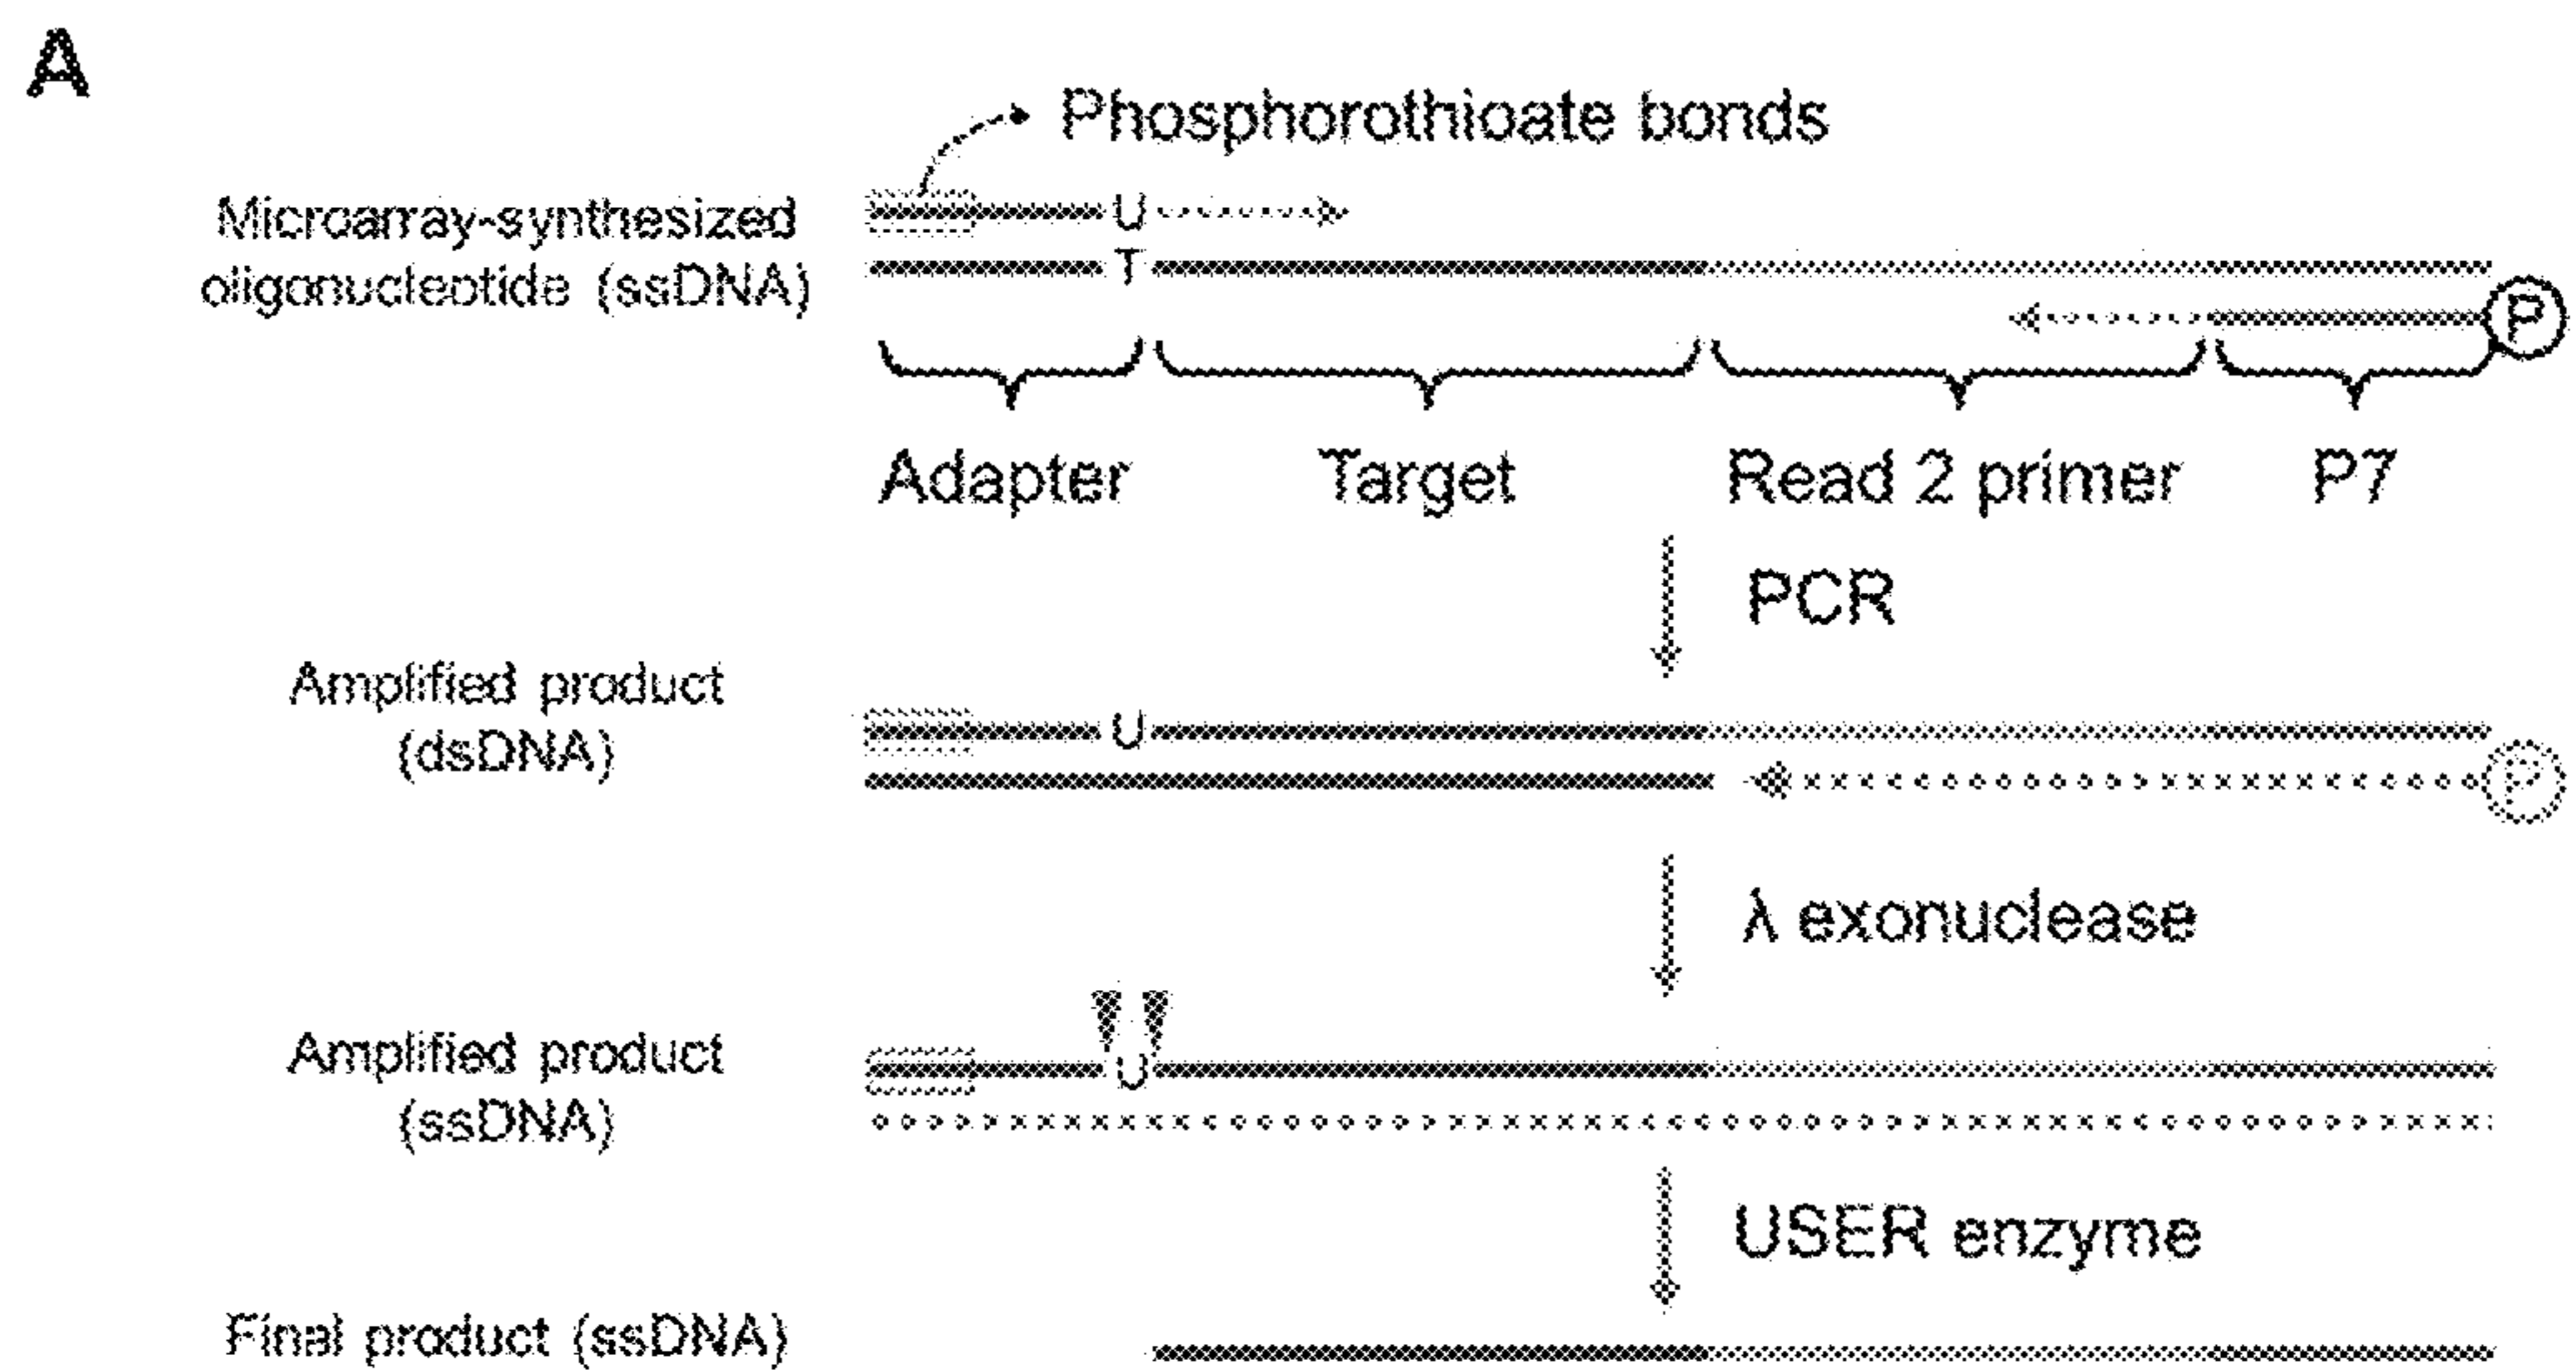 A
Phosphorothioate bonds
Microarray-synthesized
oligonucleotide (ssDNA)
U
T
P
Adapter
Target
Read 2 primer
P7
PCR
Amplified product
(dsDNA)
U
P
λ exonuclease
Amplified product
(ssDNA)
U
USER enzyme
Final product (ssDNA)